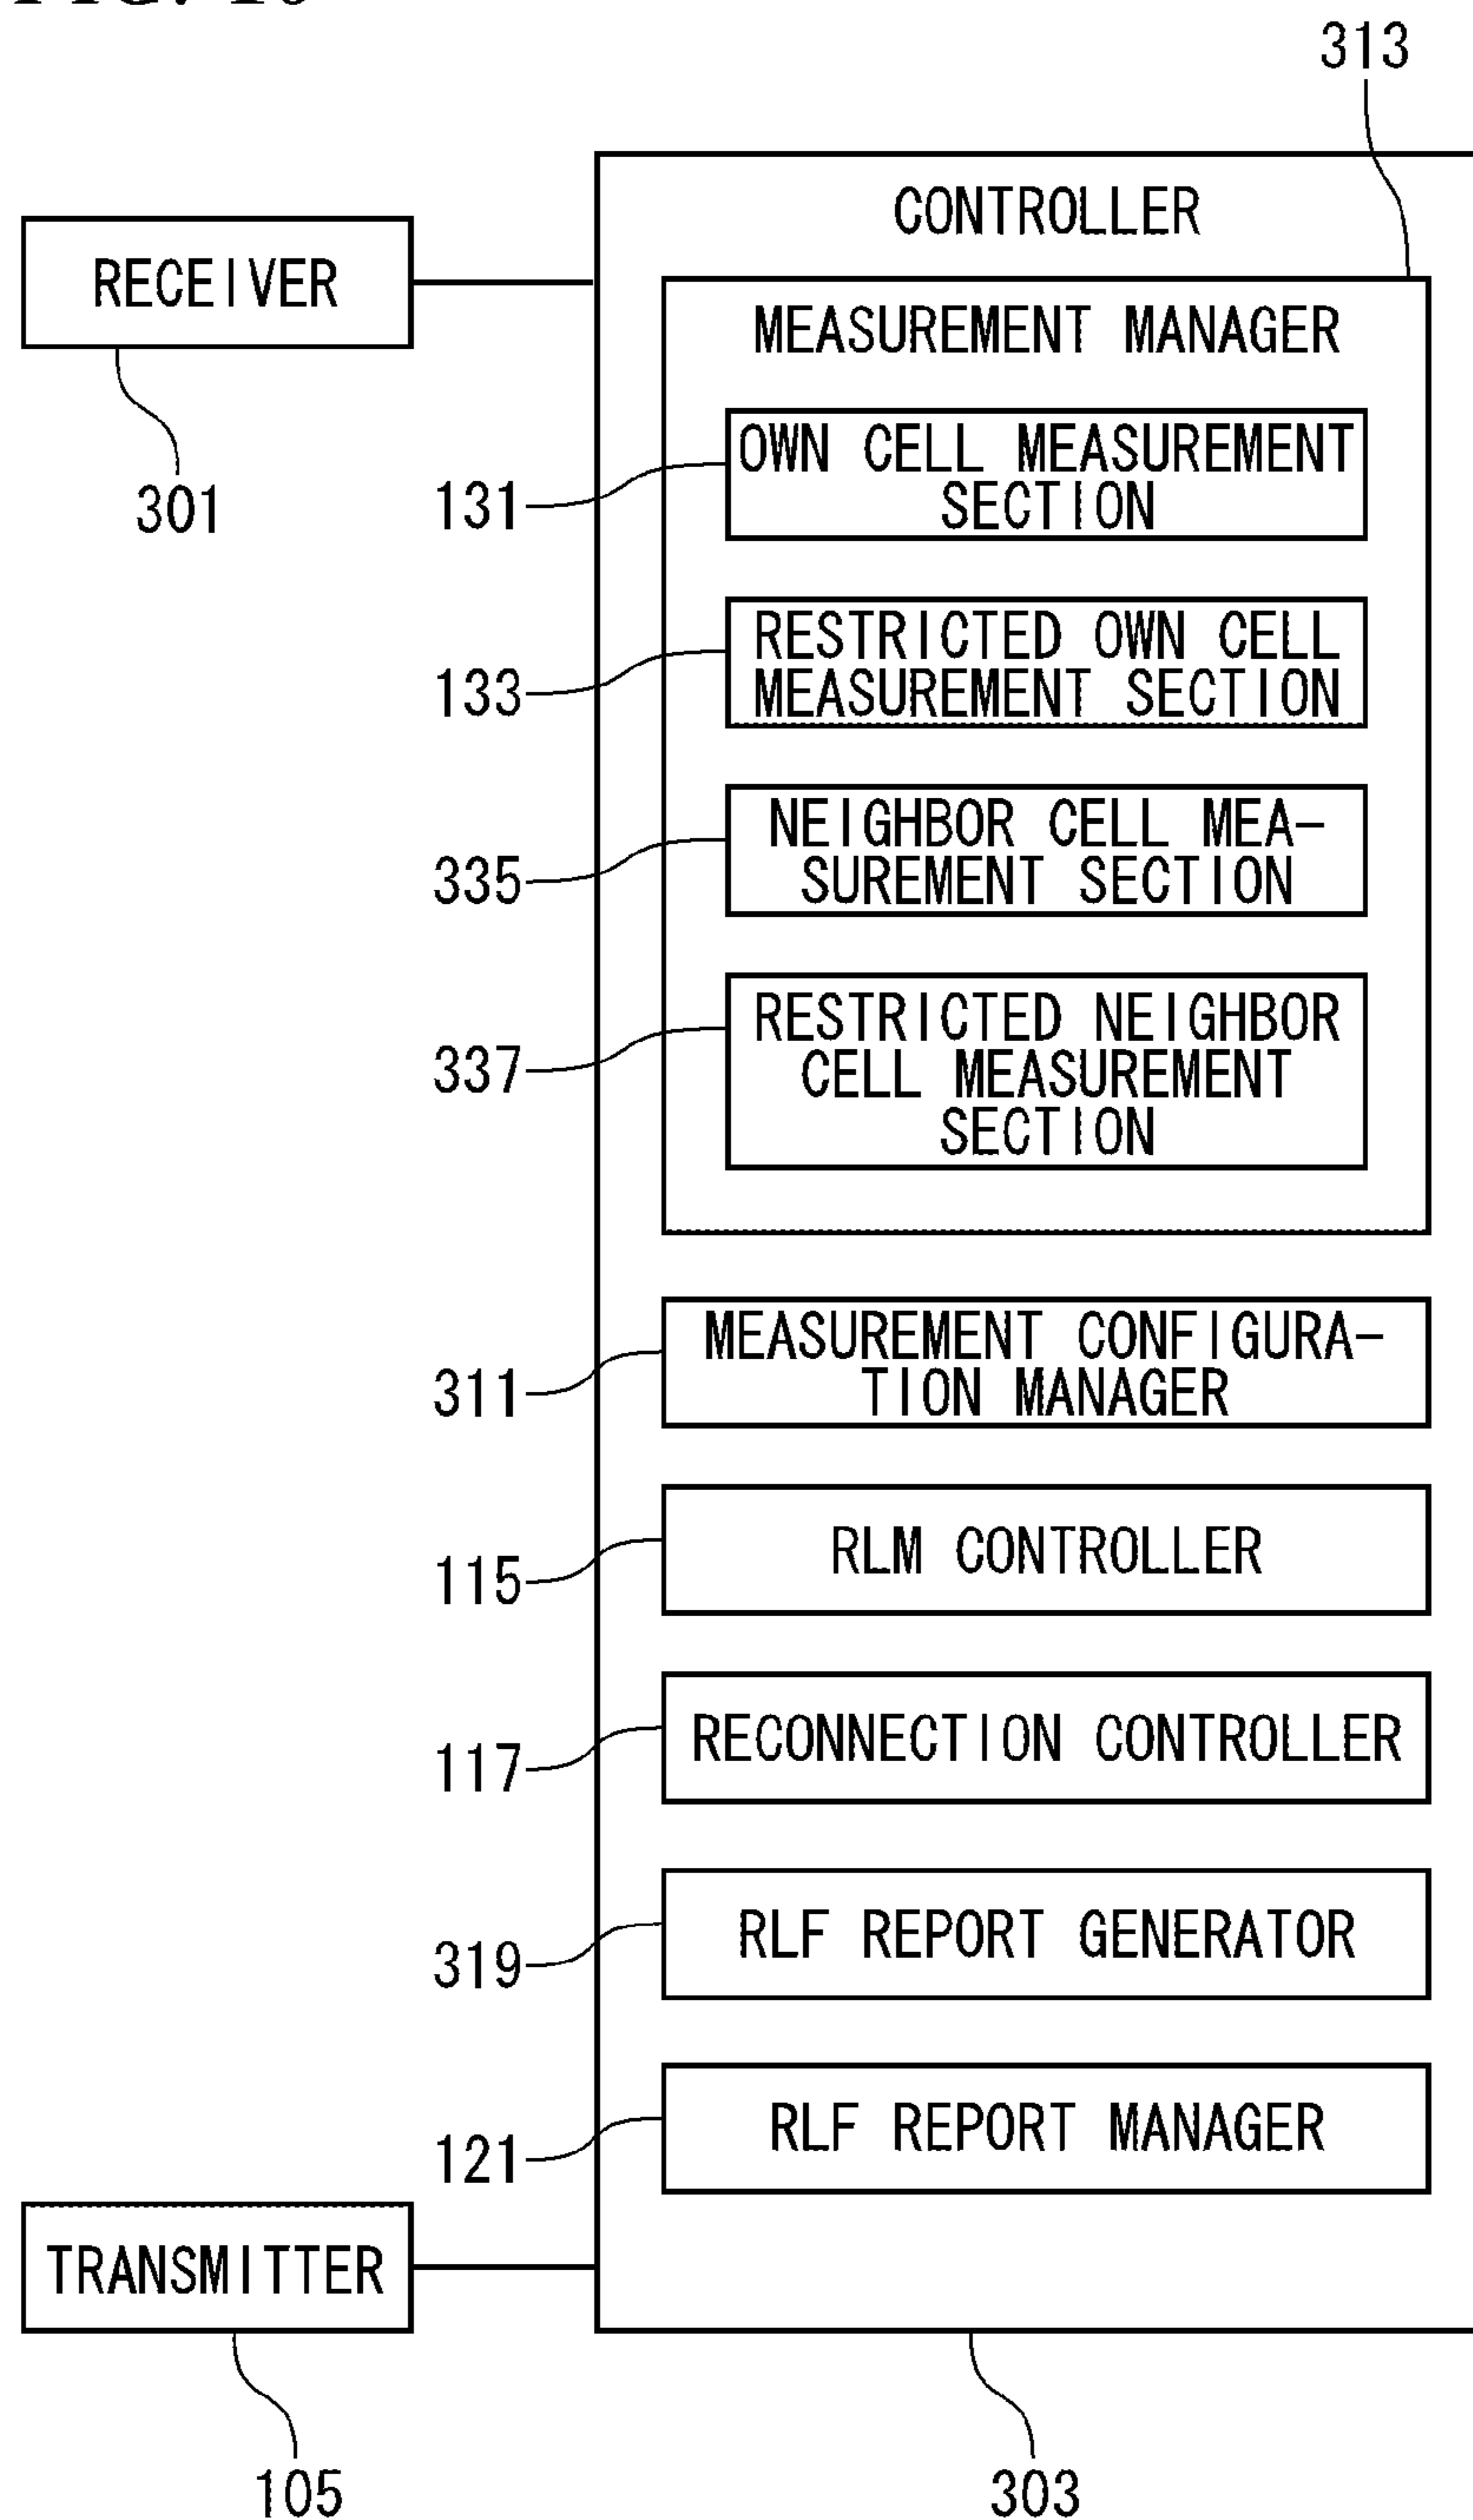 313
CONTROLLER
RECEIVER
301
MEASUREMENT MANAGER
OWN CELL MEASUREMENT
SECTION
131
RESTRICTED OWN CELL
MEASUREMENT SECTION
133
NEIGHBOR CELL MEA-
SUREMENT SECTION
335
RESTRICTED NEIGHBOR
CELL MEASUREMENT
SECTION
337
MEASUREMENT CONFIGURA-
TION MANAGER
311
RLM CONTROLLER
115
RECONNECTION CONTROLLER
117
RLF REPORT GENERATOR
319
RLF REPORT MANAGER
121
TRANSMITTER
105
303